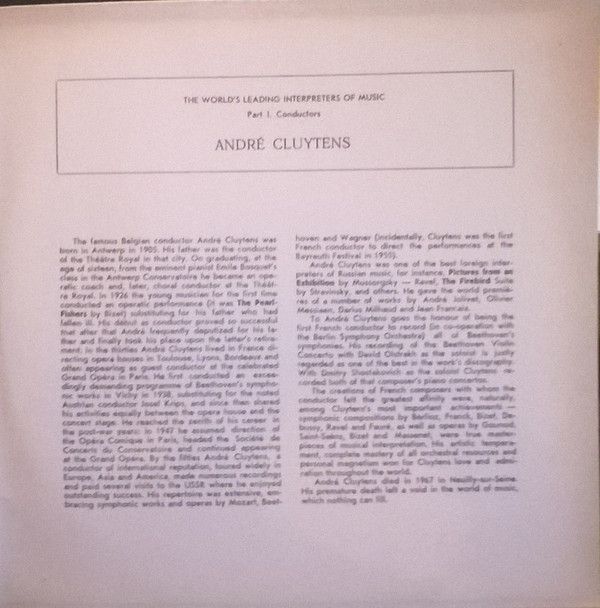 THE WORLD'S LEADING INTERPRETERS OF MUSIC
Part I. Conductors
ANDRÉ CLUYTENS
The famous Belgian conductor André Cluytens was
born in Antwerp in 1905. His father was the conductor
of the Théâtre Royal in that city. On graduating, at the
age of sixteen, from the eminent pianist Emile Bosquet's
class in the Antwerp Conservatoire he became an ope-
ratic coach and, later, choral conductor at the Théât-
re Royal. In 1926 the young musician for the first time
conducted an operatic performance (it was The Pearl-
Fishers by Bizet) substituting for his father who had
fallen ill. His début as conductor proved so successful
that after that André frequently deputized for his fa-
ther and finally took his place upon the latter's retire-
ment. In the thirties André Cluytens lived in France di-
recting opera houses in Toulouse, Lyons, Bordeaux and
often appearing as guest conductor at the celebrated
Grand Opéra in Paris. He first conducted an excee-
dingly demanding programme of Beethoven's sympho-
nic works in Vichy in 1938, substituting for the noted
Austrian conductor Josef Krips, and since then shared
his activities equally between the opera house and the
concert stage. He reached the zenith of his career in
the post-war years: in 1947 he assumed direction of
the Opéra Comique in Paris, headed the Société de
Concerts du Conservatoire and continued appearing
at the Grand Opéra. By the fifties André Cluytens, a
conductor of international reputation, toured widely in
Europe, Asia and America, made numerous recordings
and paid several visits to the USSR where he enjoyed
outstanding success. His repertoire was extensive, em-
bracing symphonic works and operas by Mozart, Beet-
hoven and Wagner (incidentally, Cluytens was the first
French conductor to direct the performances at the
Bayreuth Festival in 1955).
André Cluytens was one of the best foreign inter-
preters of Russian music, for instance, Pictures from an
Exhibition by Mussorgsky — Ravel, The Firebird Suite
by Stravinsky, and others. He gave the world premiè-
res of a number of works by André Jolivet, Olivier
Messiaen, Darius Milhaud and Jean Francaix.
To André Cluytens goes the honour of being the
first French conductor to record (in co-operation with
the Berlin Symphony Orchestra) all of Beethoven's
symphonies. His recording of the Beethoven Violin
Concerto with David Oistrakh as the soloist is justly
regarded as one of the best in the work's discography.
With Dmitry Shostakovich as the soloist Cluytens re-
corded both of that composer's piano concertos.
The creations of French composers with whom the
conductor felt the greatest affinity were, naturally,
among Cluytens's most important achievements —
symphonic compositions by Berlioz, Franck, Bizet, De-
bussy, Ravel and Fauré, as well as operas by Gounod,
Saint-Saëns, Bizet and Massenet, were true master-
pieces of musical interpretation. His artistic tempera-
ment, complete mastery of all orchestral resources and
personal magnetism won for Cluytens love and admi-
ration throughout the world.
André Cluytens died in 1967 in Neuilly-sur-Seine.
His premature death left a void in the world of music,
which nothing can fill.